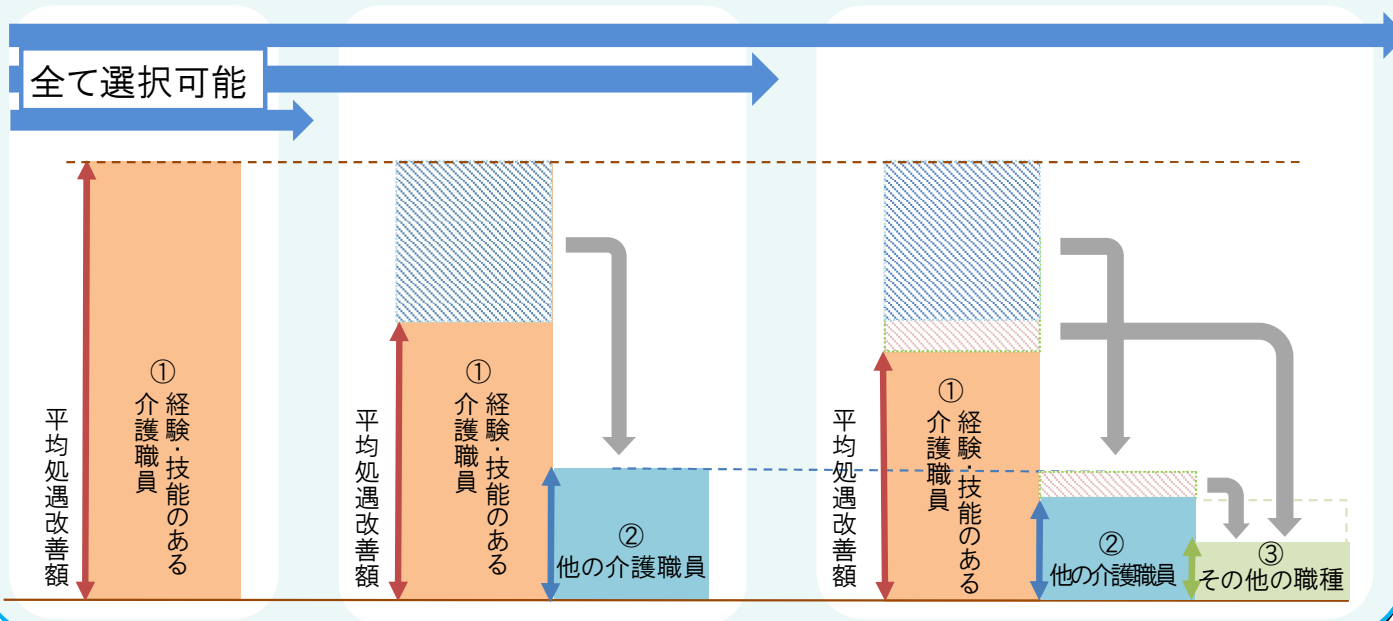 全て選択可能
平均処遇改善額
①
経験・技能のある
介護職員
平均処遇改善額
①
経験・技能のある
介護職員
②
他の介護職員
平均処遇改善額
①
経験・技能のある
介護職員
②
他の介護職員
③
その他の職種